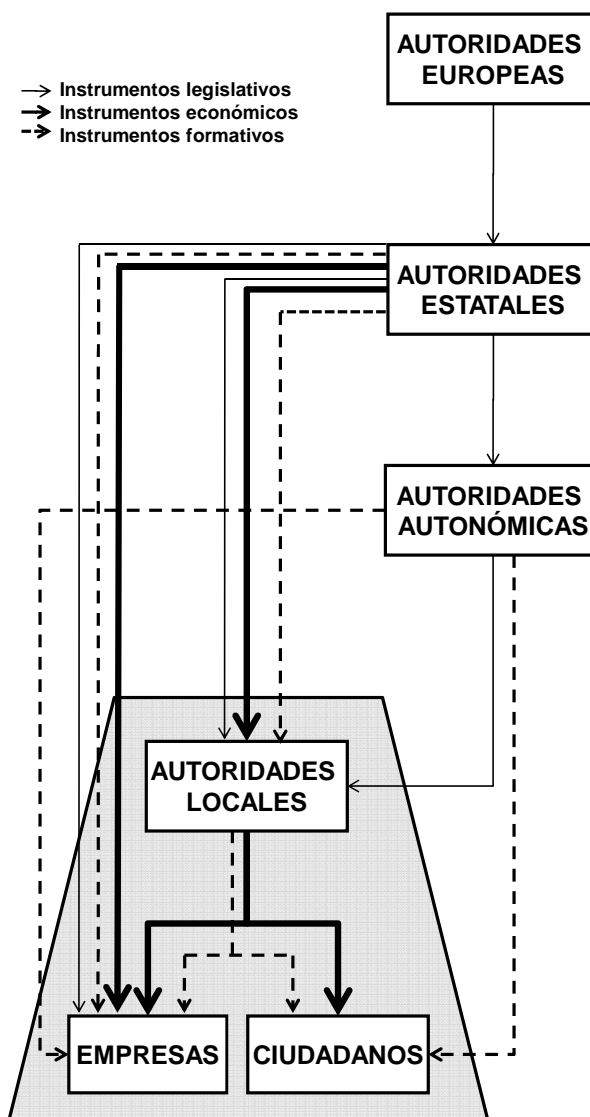 AUTORIDADES
EUROPEAS
Instrumentos legislativos
Instrumentos económicos
Instrumentos formativos
AUTORIDADES
ESTATALES
AUTORIDADES
AUTONÓMICAS
AUTORIDADES
LOCALES
EMPRESAS
CIUDADANOS